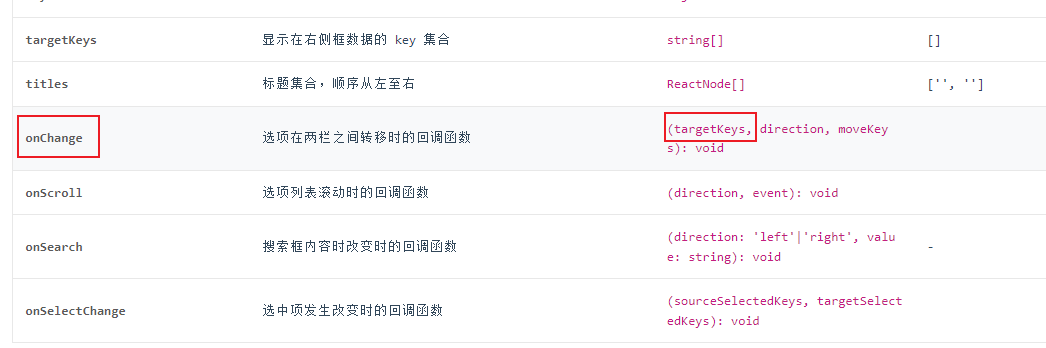 targetKeys 显示在右侧框数据的 key 集合 string[] []
titles 标题集合，顺序从左至右 ReactNode[] ['', '']
onChange 选项在两栏之间转移时的回调函数 (targetKeys, direction, moveKey
s): void
onScroll 选项列表滚动时的回调函数 (direction, event): void
onSearch 搜索框内容时改变时的回调函数 (direction: 'left'|'right', valu
e: string): void -
onSelectChange 选中项发生改变时的回调函数 (sourceSelectedKeys, targetSelect
edKeys): void